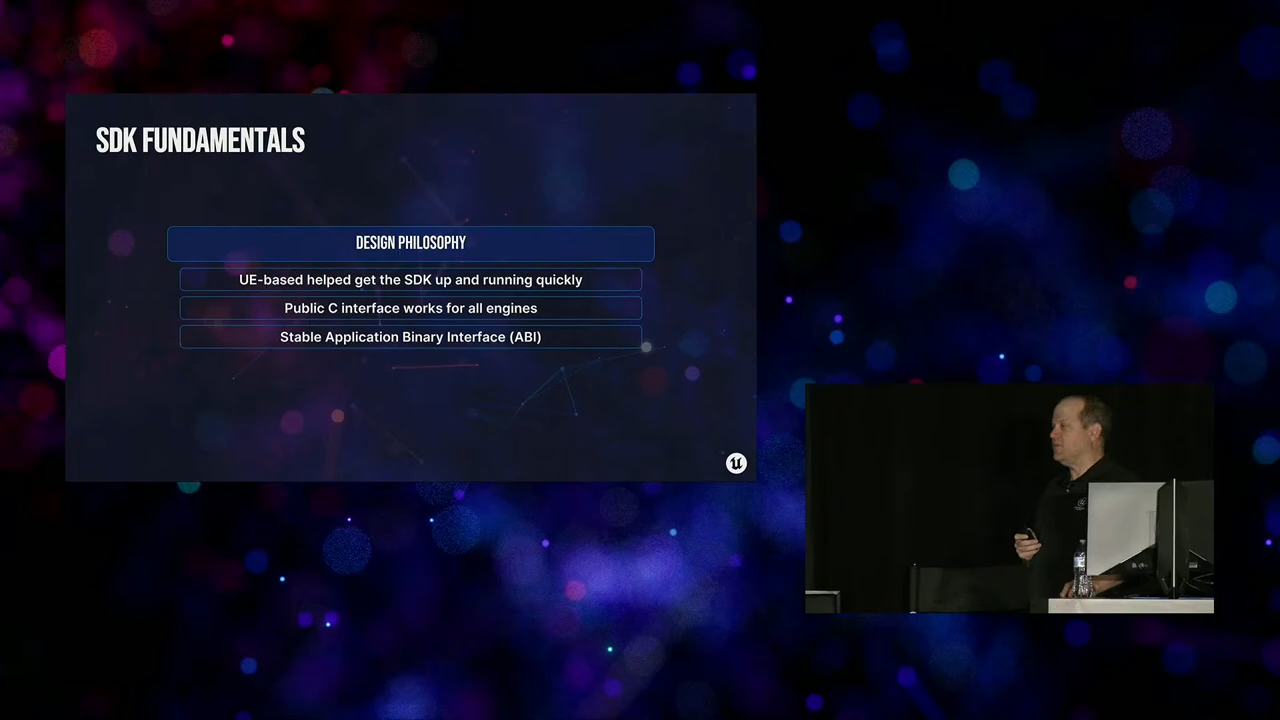 SDK FUNDAMENTALS
DESIGN PHILOSOPHY
UE-based helped get the SDK up and running quickly
Public C interface works for all engines
Stable Application Binary Interface (ABI)